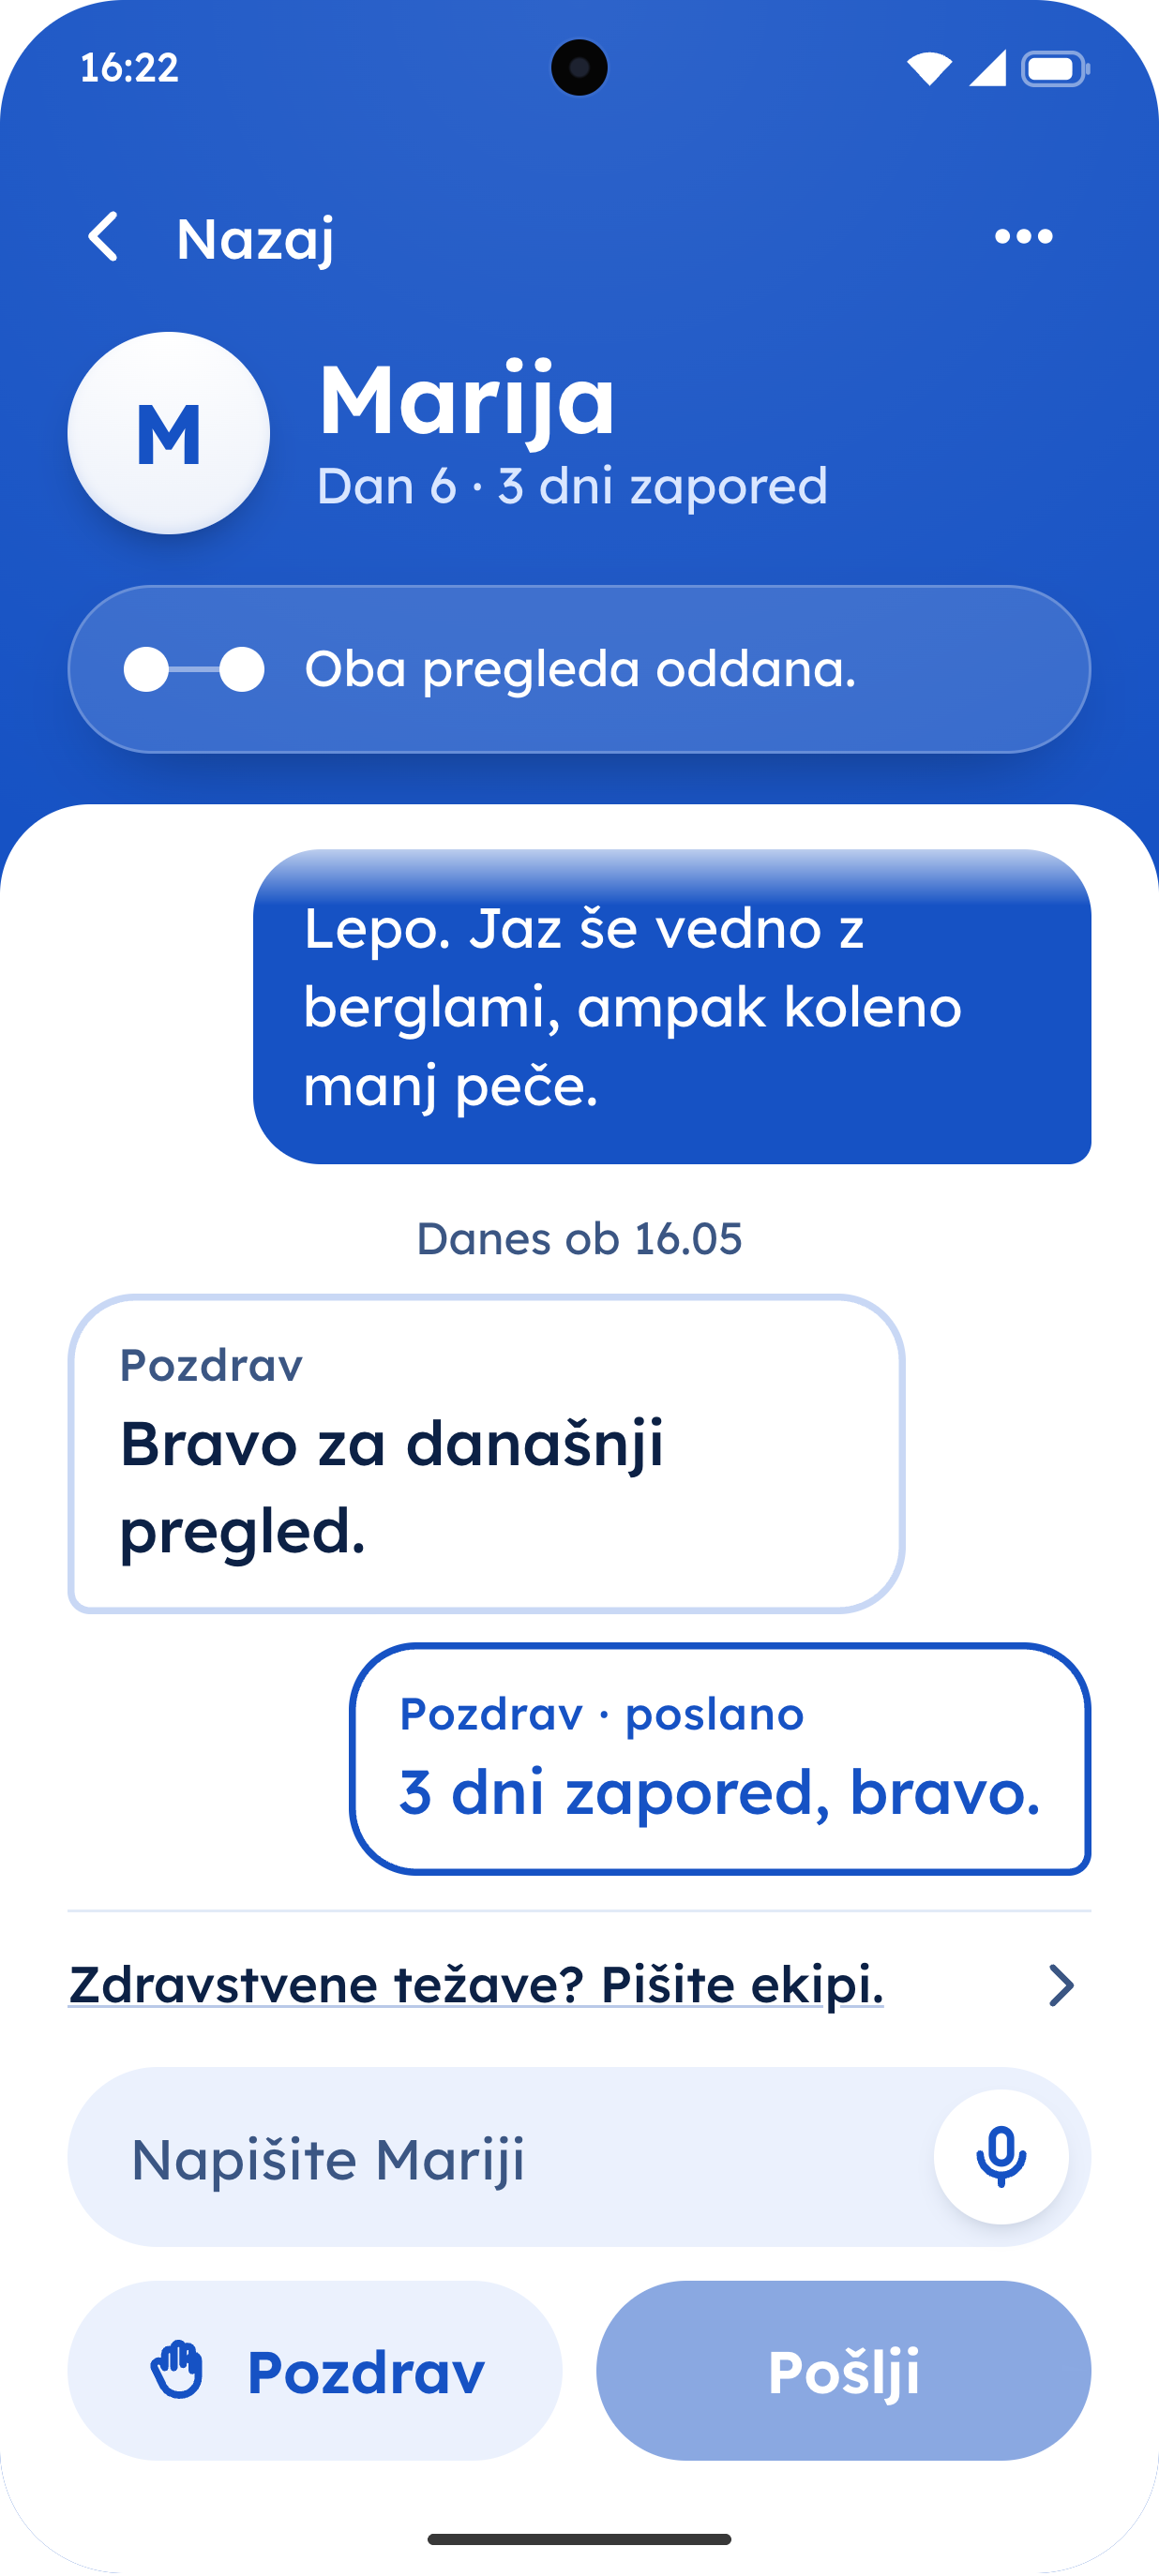 16:22
Nazaj
M
Marija
Dan 6 · 3 dni zapored
Oba pregleda oddana.
Lepo. Jaz še vedno z
berglami, ampak koleno
manj peče.
Danes ob 16.05
Pozdrav
Bravo za današnji
pregled.
Pozdrav · poslano
3 dni zapored, bravo.
Zdravstvene težave? Pišite ekipi.
Napišite Mariji
Pozdrav
Pošlji